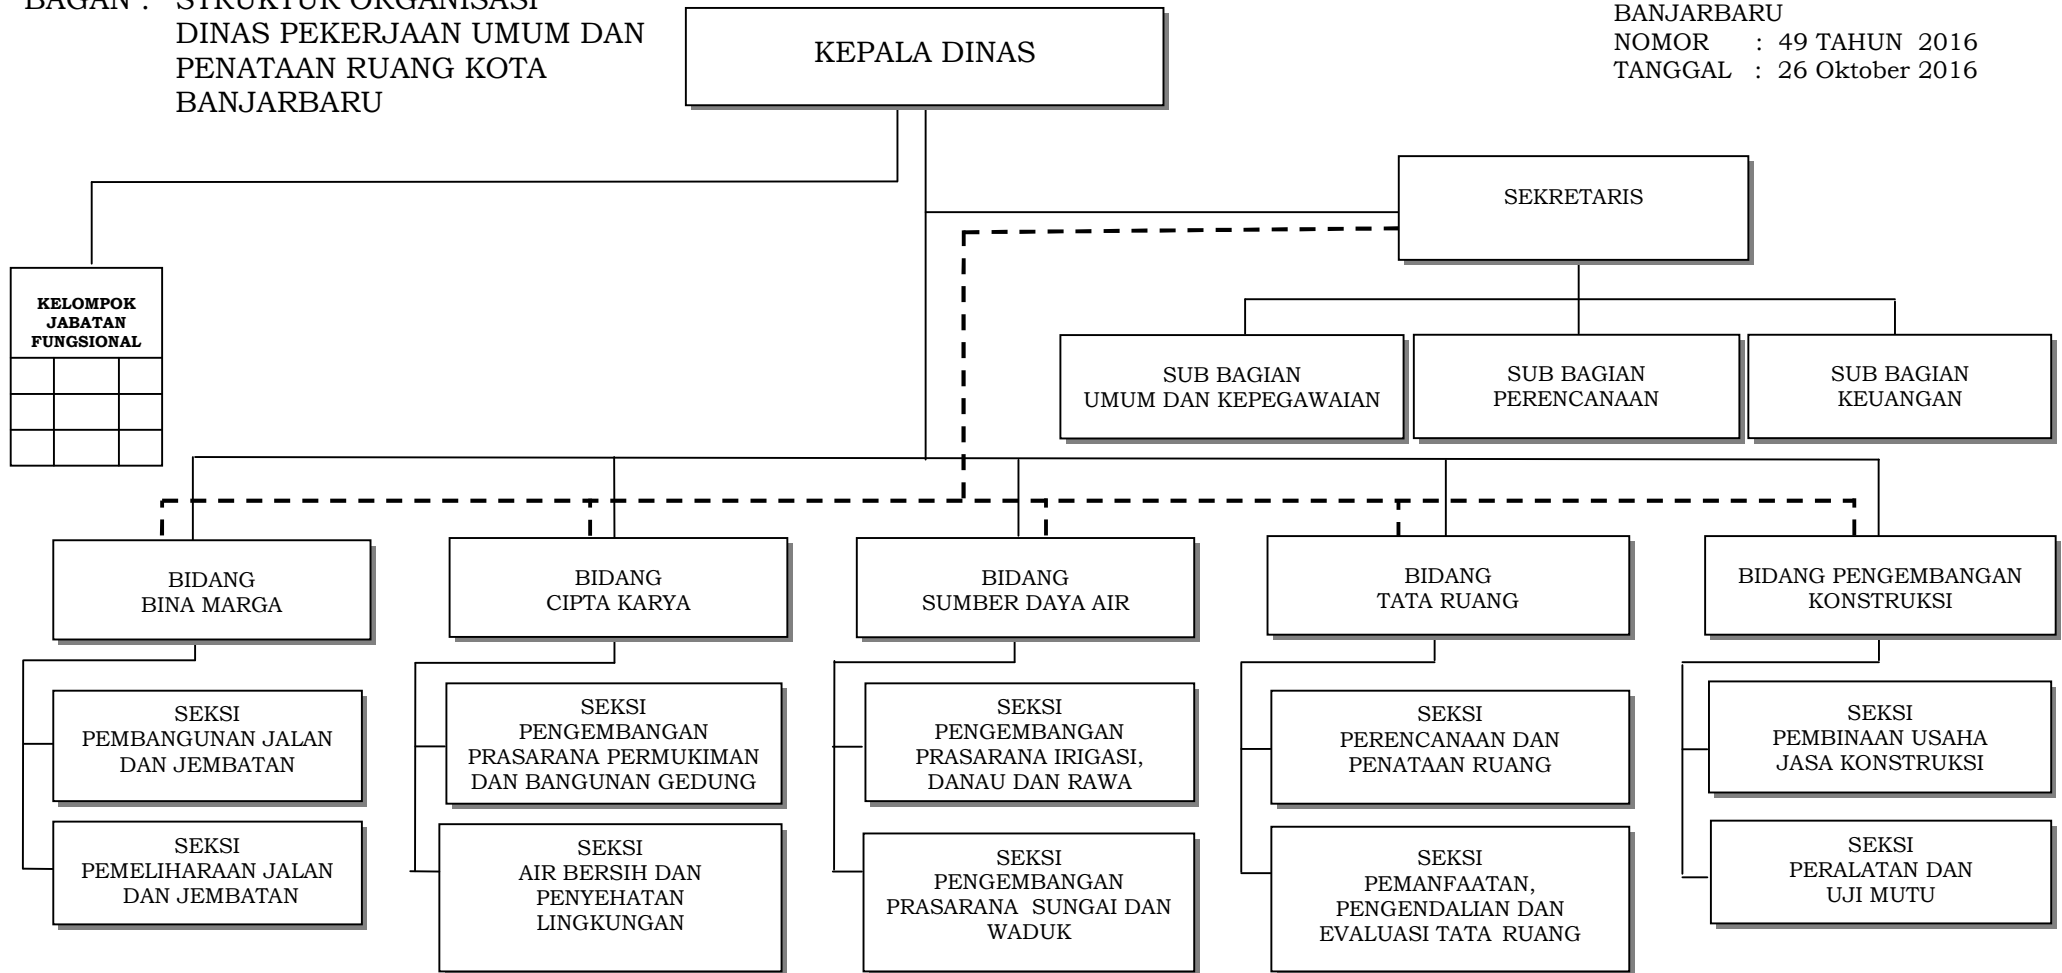 BAGAN : STRUKTUR ORGANISASI
DINAS PEKERJAAN UMUM DAN
PENATAAN RUANG KOTA
BANJARBARU
KEPALA DINAS
BANJARBARU
NOMOR : 49 TAHUN 2016
TANGGAL : 26 Oktober 2016
SEKRETARIS
KELOMPOK
JABATAN
FUNGSIONAL
SUB BAGIAN
UMUM DAN KEPEGAWAIAN
SUB BAGIAN
PERENCANAAN
SUB BAGIAN
KEUANGAN
BIDANG
BINA MARGA
BIDANG
CIPTA KARYA
BIDANG
SUMBER DAYA AIR
BIDANG
TATA RUANG
BIDANG PENGEMBANGAN
KONSTRUKSI
SEKSI
PEMBANGUNAN JALAN
DAN JEMBATAN
SEKSI
PENGEMBANGAN
PRASARANA PERMUKIMAN
DAN BANGUNAN GEDUNG
SEKSI
PENGEMBANGAN
PRASARANA IRIGASI,
DANAU DAN RAWA
SEKSI
PERENCANAAN DAN
PENATAAN RUANG
SEKSI
PEMBINAAN USAHA
JASA KONSTRUKSI
SEKSI
PEMELIHARAAN JALAN
DAN JEMBATAN
SEKSI
AIR BERSIH DAN
PENYEHATAN
LINGKUNGAN
SEKSI
PENGEMBANGAN
PRASARANA SUNGAI DAN
WADUK
SEKSI
PEMANFAATAN,
PENGENDALIAN DAN
EVALUASI TATA RUANG
SEKSI
PERALATAN DAN
UJI MUTU